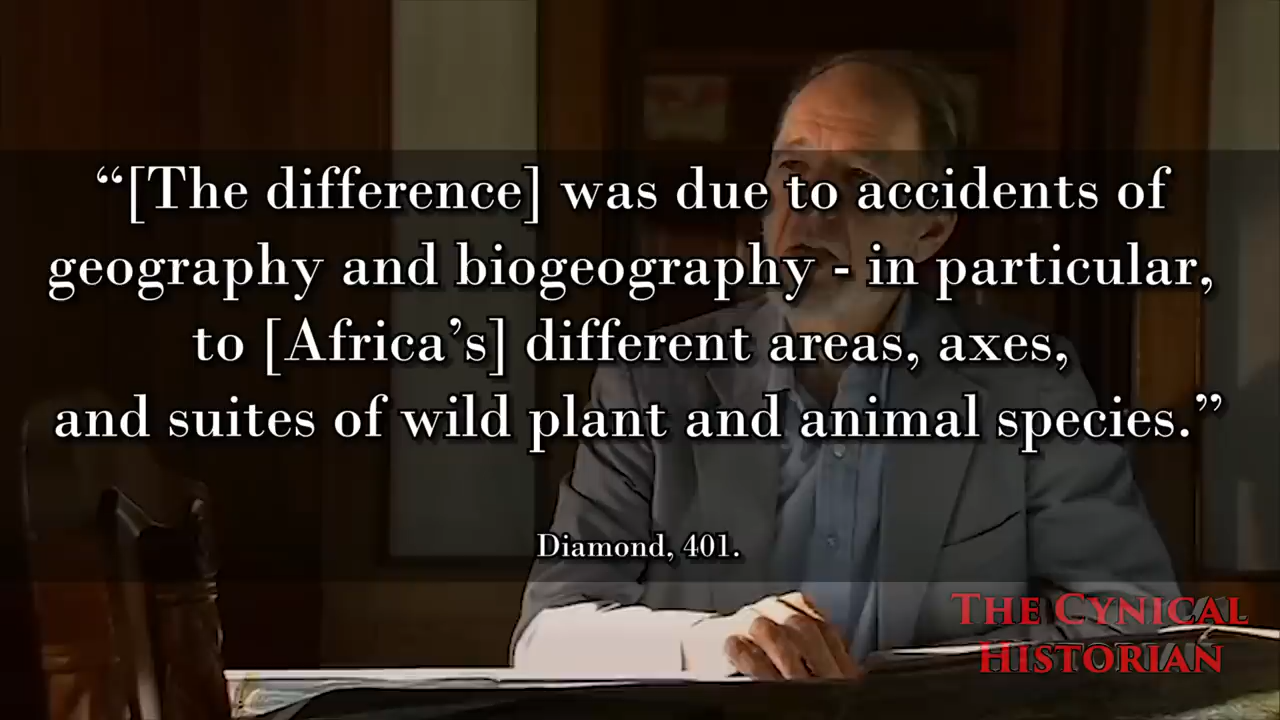 “[The difference] was due to accidents of
geography and biogeography - in particular,
to [Africa’s] different areas, axes,
and suites of wild plant and animal species.”
Diamond, 401.
THE CYNICAL
HISTORIAN